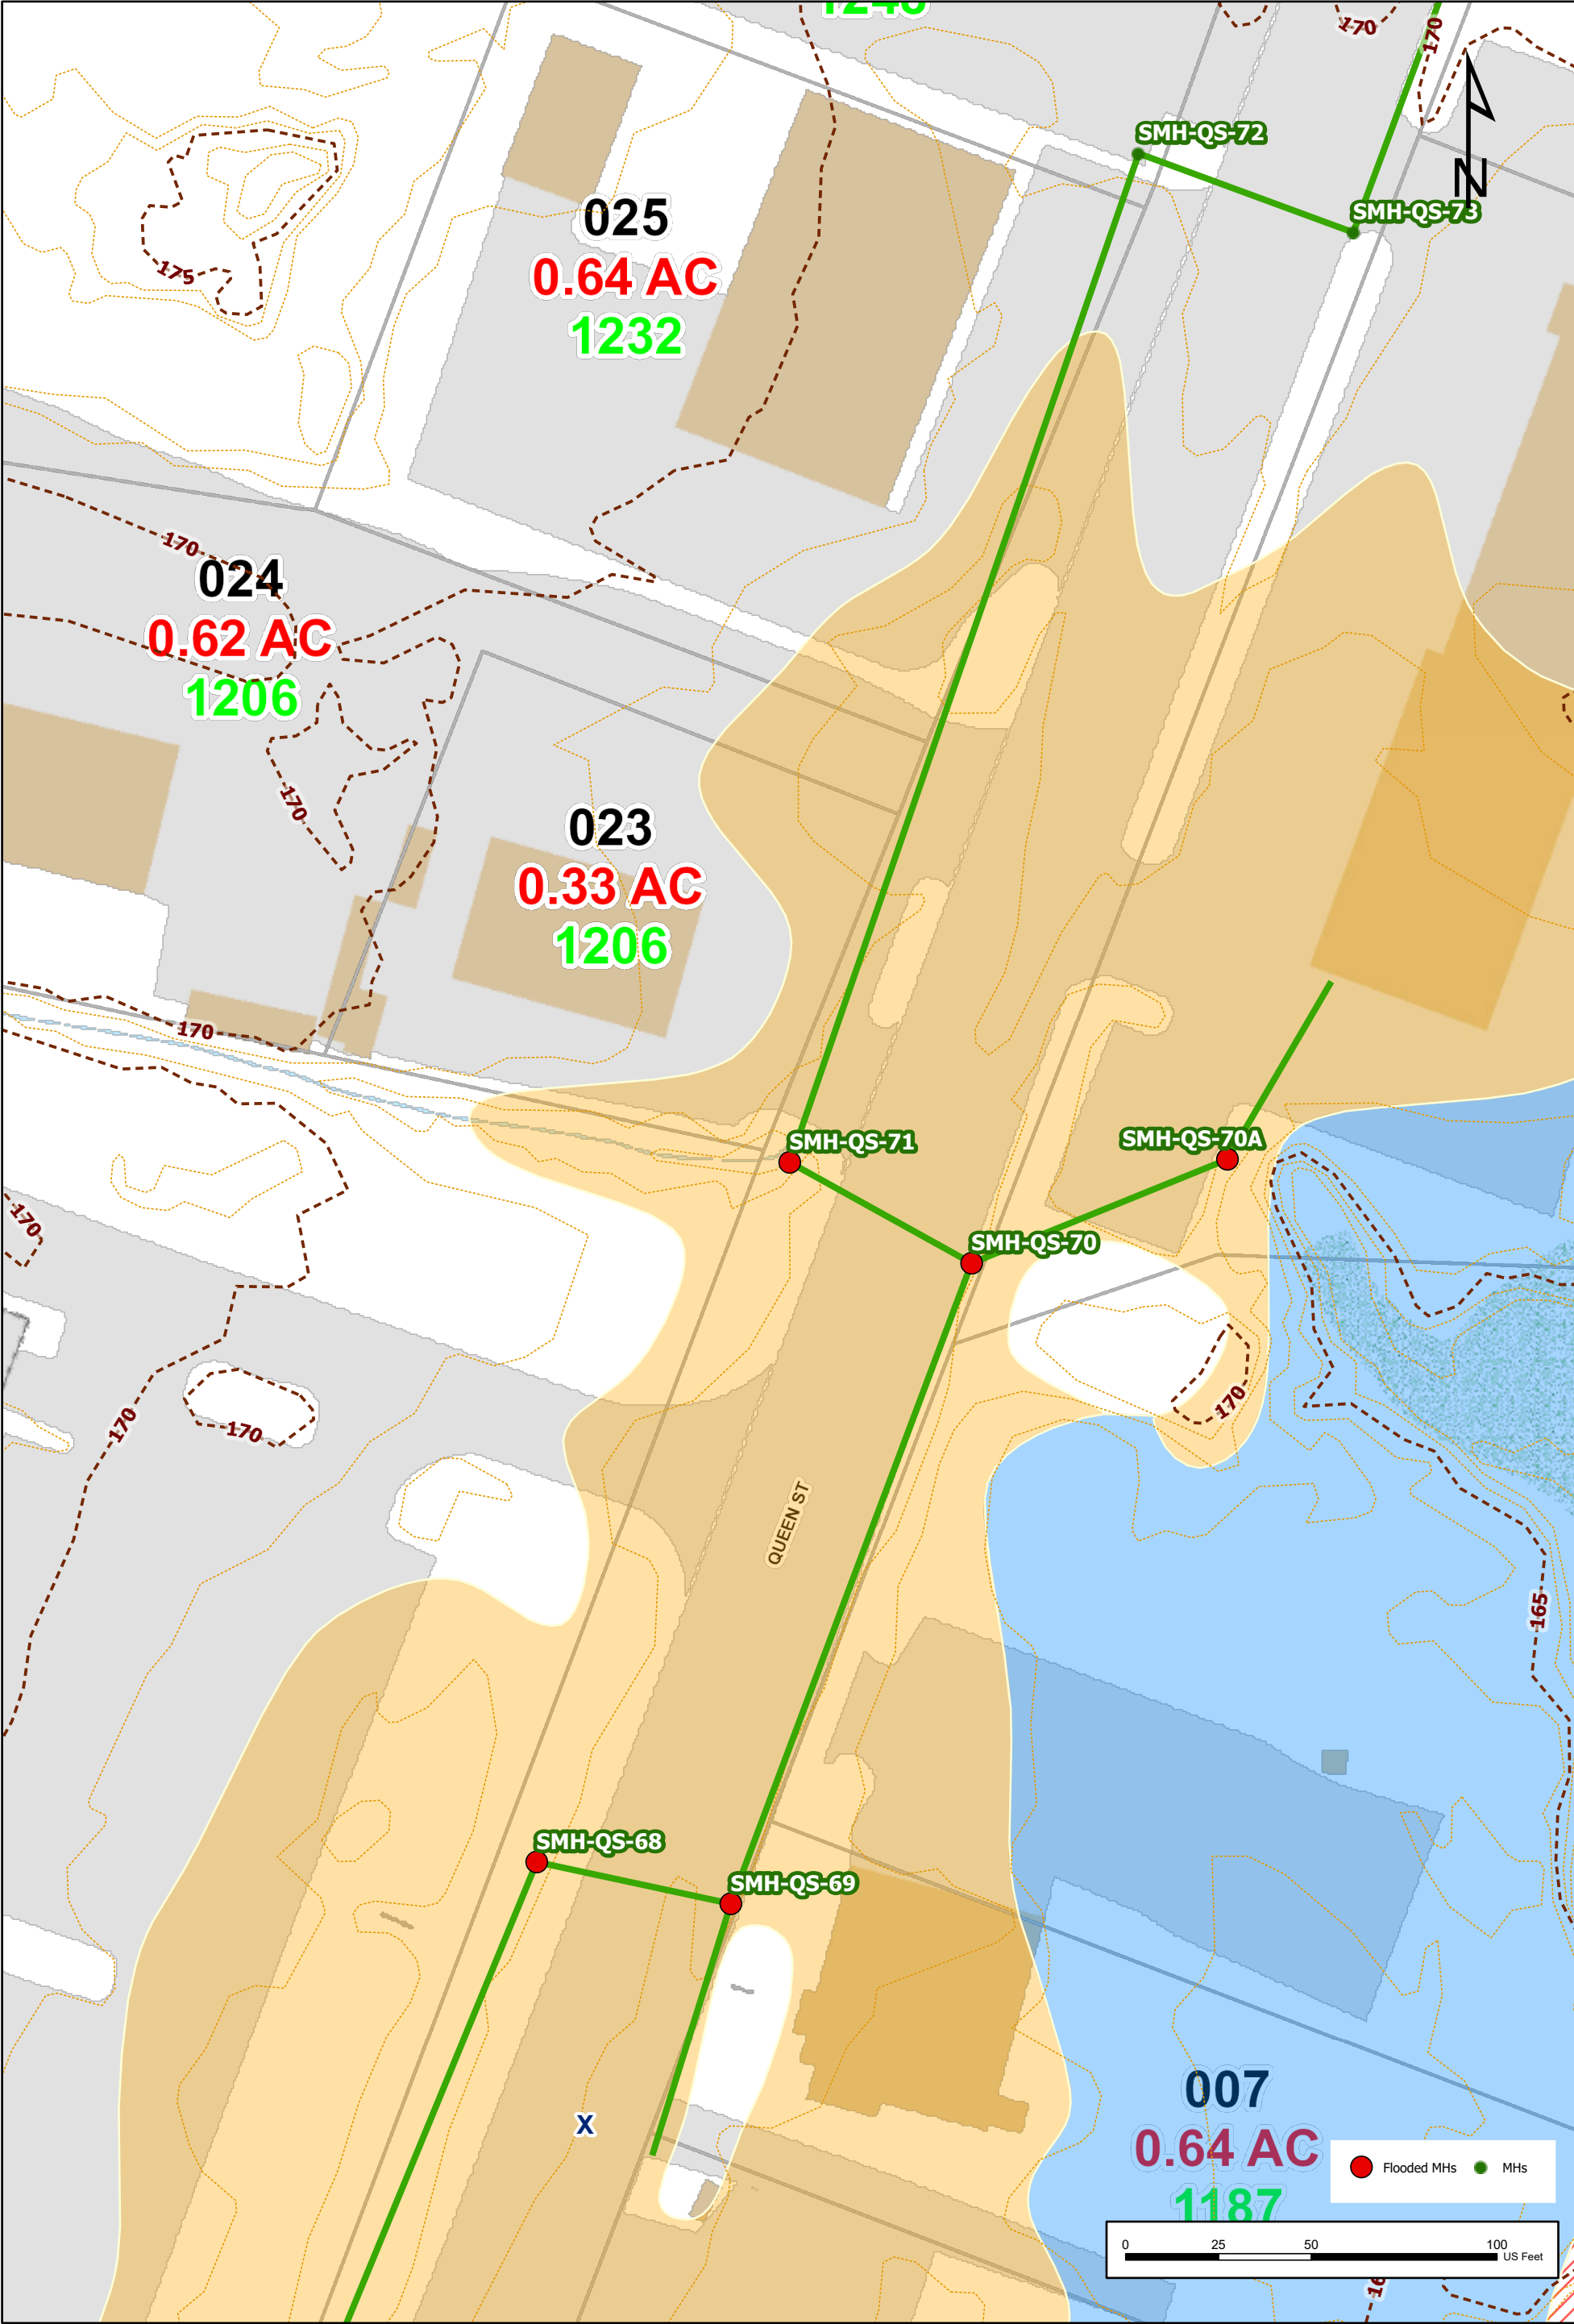 1248
170
170
SMH-QS-72
N
SMH-QS-73
025
0.64 AC
1232
175
170
024
0.62 AC
1206
170
023
0.33 AC
1206
170
SMH-QS-71
SMH-QS-70A
170
SMH-QS-70
170
170
170
QUEEN ST
165
SMH-QS-68
SMH-QS-69
X
007
0.64 AC
1187
Flooded MHs
MHs
0 25 50 100
US Feet